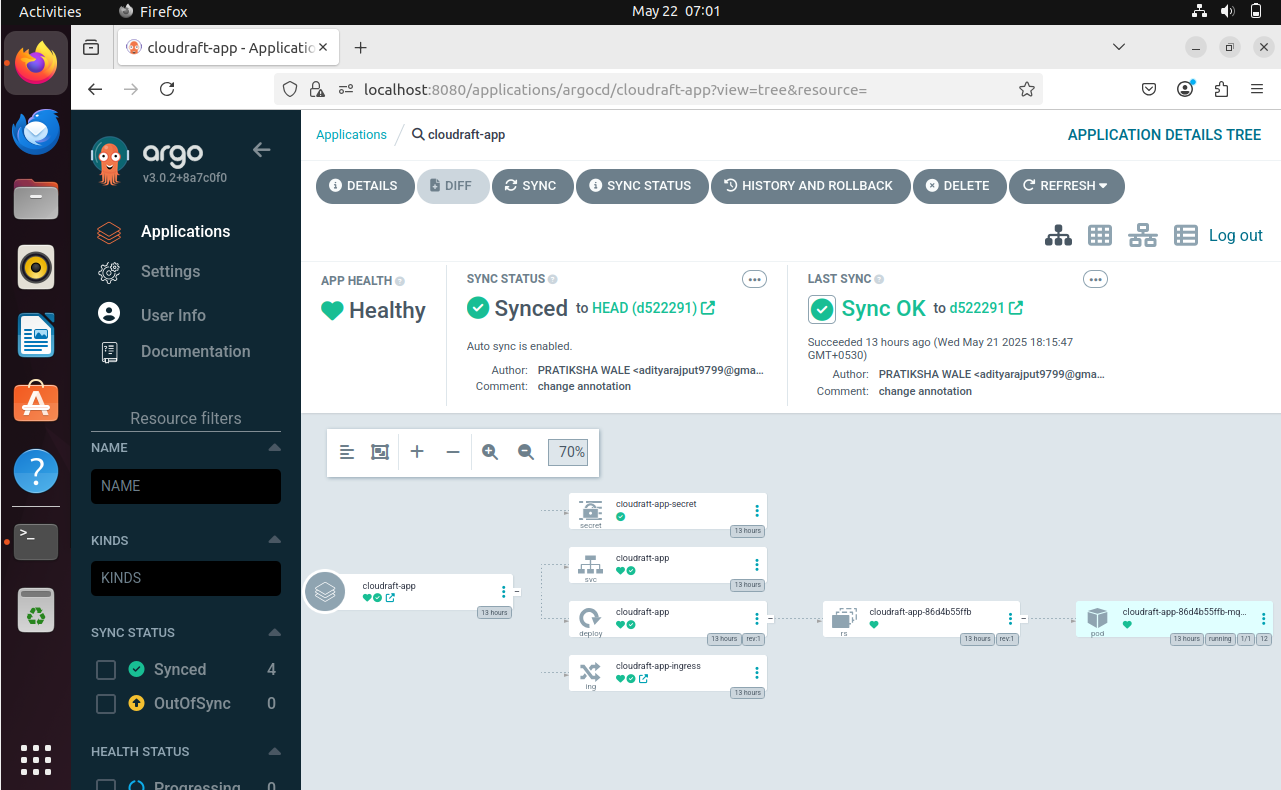 Activities
Firefox
May 22 07:01
cloudraft-app - Applicatio
localhost:8080/applications/argocd/cloudraft-app?view=tree&resource=
argo
v3.0.2+8a7c0f0
Applications
Settings
User Info
Documentation
Resource filters
NAME
NAME
KINDS
KINDS
SYNC STATUS
Synced 4
OutOfSync 0
HEALTH STATUS
Progressing 0
Applications / cloudraft-app
APPLICATION DETAILS TREE
DETAILS
DIFF
SYNC
SYNC STATUS
HISTORY AND ROLLBACK
DELETE
REFRESH
Log out
APP HEALTH
Healthy
SYNC STATUS
Synced to HEAD (d522291)
Auto sync is enabled.
Author: PRATIKSHA WALE <adityarajput9799@gma...
Comment: change annotation
LAST SYNC
Sync OK to d522291
Succeeded 13 hours ago (Wed May 21 2025 18:15:47
GMT+0530)
Author: PRATIKSHA WALE <adityarajput9799@gma...
Comment: change annotation
70%
cloudraft-app
13 hours
cloudraft-app-secret
secret
13 hours
cloudraft-app
svc
13 hours
cloudraft-app
deploy
13 hours rev:1
cloudraft-app-ingress
ing
13 hours
cloudraft-app-86d4b55ffb
rs
13 hours rev:1
cloudraft-app-86d4b55ffb-mq...
pod
13 hours running 1/1 12